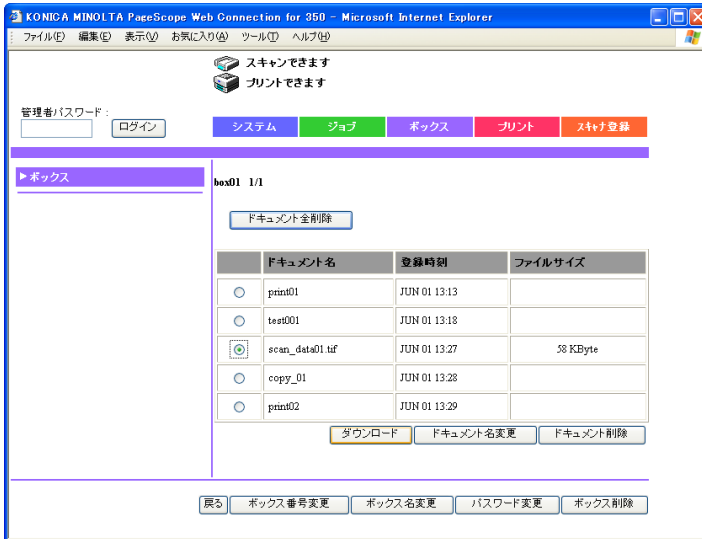 KONICA MINOLTA PageScope Web Connection for 350 - Microsoft Internet Explorer
ファイル(F) 編集(E) 表示(V) お気に入り(A) ツール(T) ヘルプ(H)
スキャンできます
プリントできます
管理者パスワード :
ログイン
システム ジョブ ボックス プリント スキャナ登録
▶ボックス
box01 1/1
ドキュメント全削除
ドキュメント名 登録時刻 ファイルサイズ
print01 JUN 01 13:13
test001 JUN 01 13:18
scan_data01.tif JUN 01 13:27 58 KByte
copy_01 JUN 01 13:28
print02 JUN 01 13:29
ダウンロード ドキュメント名変更 ドキュメント削除
戻る ボックス番号変更 ボックス名変更 パスワード変更 ボックス削除